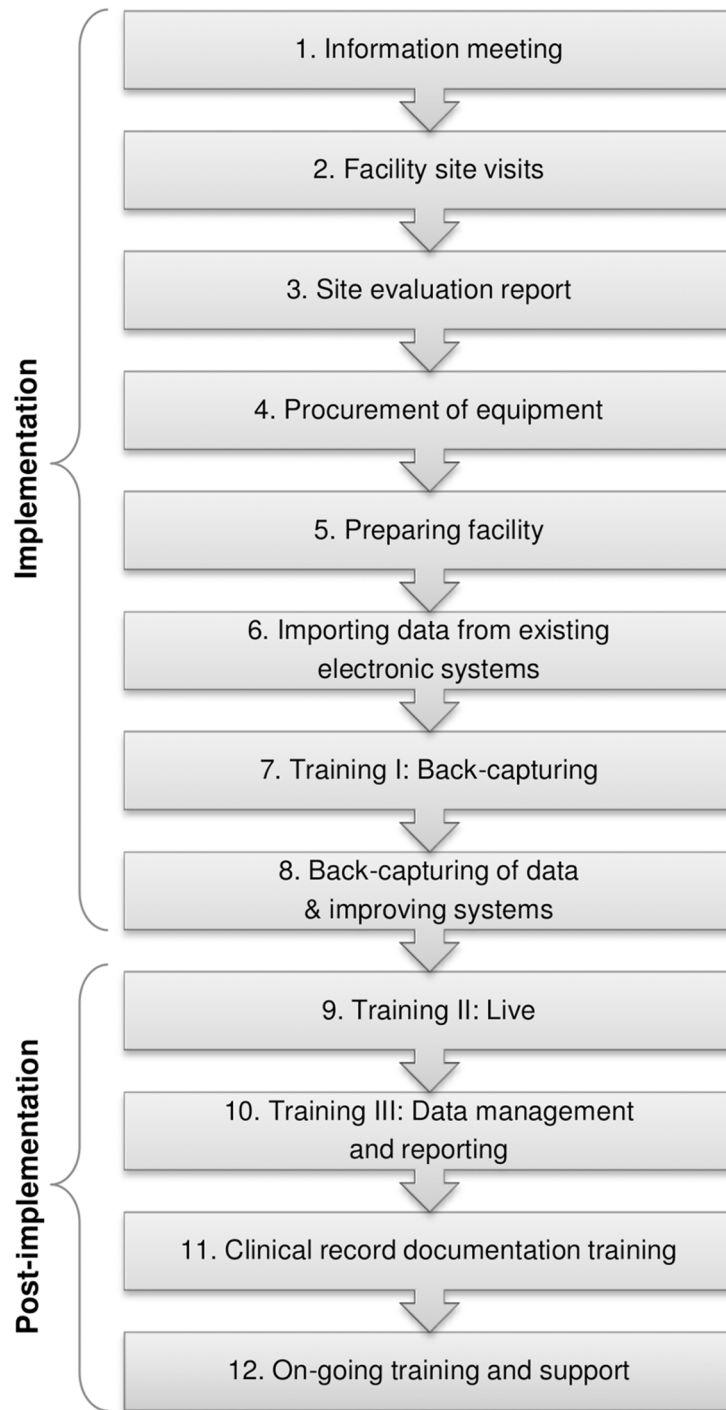 Implementation
1. Information meeting
2. Facility site visits
3. Site evaluation report
4. Procurement of equipment
5. Preparing facility
6. Importing data from existing
electronic systems
7. Training I: Back-capturing
8. Back-capturing of data
& improving systems
Post-implementation
9. Training II: Live
10. Training III: Data management
and reporting
11. Clinical record documentation training
12. On-going training and support